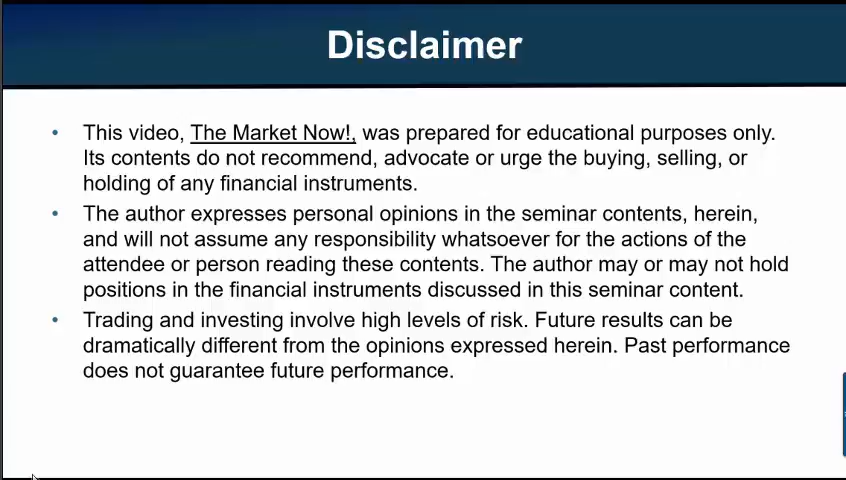 Disclaimer
• This video, The Market Now!, was prepared for educational purposes only.
Its contents do not recommend, advocate or urge the buying, selling, or
holding of any financial instruments.
• The author expresses personal opinions in the seminar contents, herein,
and will not assume any responsibility whatsoever for the actions of the
attendee or person reading these contents. The author may or may not hold
positions in the financial instruments discussed in this seminar content.
• Trading and investing involve high levels of risk. Future results can be
dramatically different from the opinions expressed herein. Past performance
does not guarantee future performance.